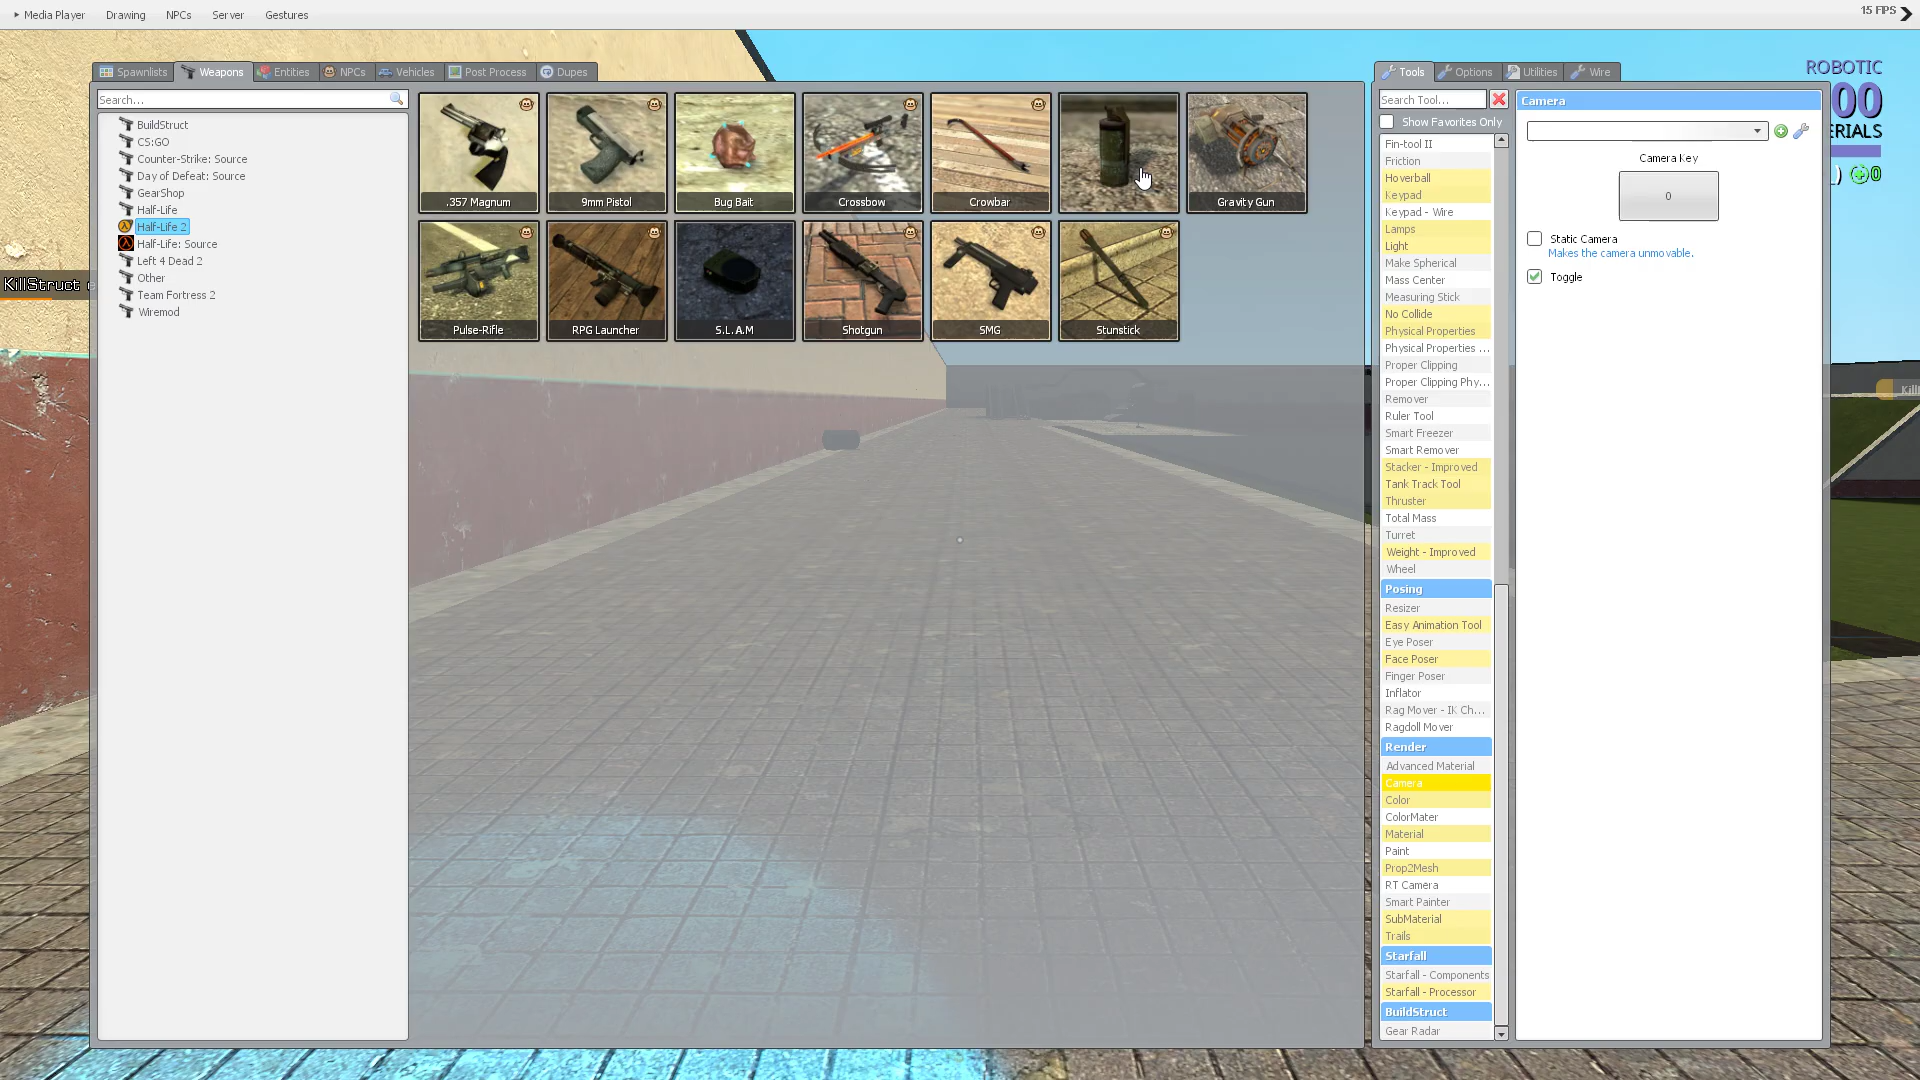 Media Player Drawing NPCs Server Gestures
15 FPS
Spawnlists Weapons Entities NPCs Vehicles Post Process Dupes
Search...
BuildStruct
CS:GO
Counter-Strike: Source
Day of Defeat: Source
GearShop
Half-Life
Half-Life 2
Half-Life: Source
Left 4 Dead 2
Other
Team Fortress 2
Wiremod
KillStruct
.357 Magnum
9mm Pistol
Bug Bait
Crossbow
Crowbar
Gravity Gun
Pulse-Rifle
RPG Launcher
S.L.A.M
Shotgun
SMG
Stunstick
Tools Options Utilities Wire
Search Tool...
Show Favorites Only
Fin-tool II
Friction
Hoverball
Keypad
Keypad - Wire
Lamps
Light
Make Spherical
Mass Center
Measuring Stick
No Collide
Physical Properties
Physical Properties ...
Proper Clipping
Proper Clipping Phy...
Remover
Ruler Tool
Smart Freezer
Smart Remover
Stacker - Improved
Tank Track Tool
Thruster
Total Mass
Turret
Weight - Improved
Wheel
Posing
Resizer
Easy Animation Tool
Eye Poser
Face Poser
Finger Poser
Inflator
Rag Mover - IK Ch...
Ragdoll Mover
Render
Advanced Material
Camera
Color
ColorMater
Material
Paint
Prop2Mesh
RT Camera
Smart Painter
SubMaterial
Trails
Starfall
Starfall - Components
Starfall - Processor
BuildStruct
Gear Radar
Camera
Camera Key
0
Static Camera
Makes the camera unmovable.
Toggle
ROBOTIC
00
ERIALS
) 0
Kill